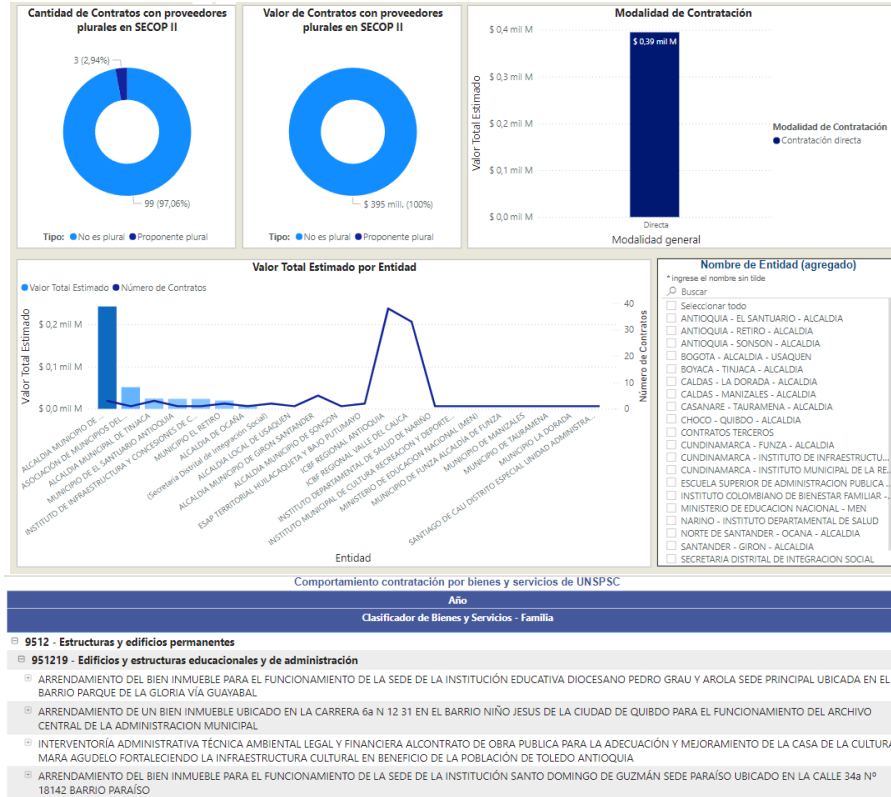 Cantidad de Contratos con proveedores
plurales en SECOP II
3 (2,94%)
99 (97,06%)
Tipo: No es plural Proponente plural
Valor de Contratos con proveedores
plurales en SECOP II
$ 395 mill. (100%)
Tipo: No es plural Proponente plural
Modalidad de Contratación
Valor Total Estimado
$ 0,4 mil M
$ 0,3 mil M
$ 0,2 mil M
$ 0,1 mil M
$ 0,0 mil M
$ 0,39 mil M
Directa
Modalidad general
Modalidad de Contratación
Contratación directa
Valor Total Estimado por Entidad
Valor Total Estimado Número de Contratos
Valor Total Estimado
$ 0,2 mil M
$ 0,1 mil M
$ 0,0 mil M
40
30
20
10
0
Número de Contratos
ALCALDIA MUNICIPIO DE ...
ASOCIACIÓN DE MUNICIPIOS DEL...
ALCALDIA MUNICIPAL DE TINJACA
MUNICIPIO DE EL SANTUARIO ANTIOQUIA
INSTITUTO DE INFRAESTRUCTURA Y CONCESIONES DE C...
MUNICIPIO EL RETIRO
ALCALDIA DE OCAÑA
(Secretaria Distrital de Integración Social)
ALCALDIA LOCAL DE USAQUEN
ALCALDIA MUNICIPIO DE GIRON SANTANDER
ALCALDIA MUNICIPIO DE SONSON
ESAP TERRITORIAL HUILACAQUETA Y BAJO PUTUMAYO
ICBF REGIONAL ANTIOQUIA
ICBF REGIONAL VALLE DEL CAUCA
INSTITUTO DEPARTAMENTAL DE SALUD DE NARIÑO
INSTITUTO MUNICIPAL DE CULTURA RECREACION Y DEPORTE...
MINISTERIO DE EDUCACION NACIONAL (MEN)
MUNICIPIO DE FUNZA ALCALDÍA DE FUNZA
MUNICIPIO DE MANIZALES
MUNICIPIO DE TAURAMENA
MUNICIPIO LA DORADA
SANTIAGO DE CALI DISTRITO ESPECIAL UNIDAD ADMINISTRA...
Entidad
Nombre de Entidad (agregado)
* ingrese el nombre sin tilde
Buscar
Seleccionar todo
ANTIOQUIA - EL SANTUARIO - ALCALDIA
ANTIOQUIA - RETIRO - ALCALDIA
ANTIOQUIA - SONSON - ALCALDIA
BOGOTA - ALCALDIA - USAQUEN
BOYACA - TINJACA - ALCALDIA
CALDAS - LA DORADA - ALCALDIA
CALDAS - MANIZALES - ALCALDIA
CASANARE - TAURAMENA - ALCALDIA
CHOCO - QUIBDO - ALCALDIA
CONTRATOS TERCEROS
CUNDINAMARCA - FUNZA - ALCALDIA
CUNDINAMARCA - INSTITUTO DE INFRAESTRUCTU...
CUNDINAMARCA - INSTITUTO MUNICIPAL DE LA RE...
ESCUELA SUPERIOR DE ADMINISTRACION PUBLICA ...
INSTITUTO COLOMBIANO DE BIENESTAR FAMILIAR -...
MINISTERIO DE EDUCACION NACIONAL - MEN
NARINO - INSTITUTO DEPARTAMENTAL DE SALUD
NORTE DE SANTANDER - OCANA - ALCALDIA
SANTANDER - GIRON - ALCALDIA
SECRETARIA DISTRITAL DE INTEGRACION SOCIAL
Comportamiento contratación por bienes y servicios de UNSPSC
Año
Clasificador de Bienes y Servicios - Familia
9512 - Estructuras y edificios permanentes
951219 - Edificios y estructuras educacionales y de administración
ARRENDAMIENTO DEL BIEN INMUEBLE PARA EL FUNCIONAMIENTO DE LA SEDE DE LA INSTITUCIÓN EDUCATIVA DIOCESANO PEDRO GRAU Y AROLA SEDE PRINCIPAL UBICADA EN EL
BARRIO PARQUE DE LA GLORIA VÍA GUAYABAL
ARRENDAMIENTO DE UN BIEN INMUEBLE UBICADO EN LA CARRERA 6a N 12 31 EN EL BARRIO NIÑO JESUS DE LA CIUDAD DE QUIBDO PARA EL FUNCIONAMIENTO DEL ARCHIVO
CENTRAL DE LA ADMINISTRACION MUNICIPAL
INTERVENTORÍA ADMINISTRATIVA TÉCNICA AMBIENTAL LEGAL Y FINANCIERA ALCONTRATO DE OBRA PUBLICA PARA LA ADECUACIÓN Y MEJORAMIENTO DE LA CASA DE LA CULTURA
MARA AGUDELO FORTALECIENDO LA INFRAESTRUCTURA CULTURAL EN BENEFICIO DE LA POBLACIÓN DE TOLEDO ANTIOQUIA
ARRENDAMIENTO DEL BIEN INMUEBLE PARA EL FUNCIONAMIENTO DE LA SEDE DE LA INSTITUCIÓN SANTO DOMINGO DE GUZMÁN SEDE PARAÍSO UBICADO EN LA CALLE 34a Nº
18142 BARRIO PARAÍSO